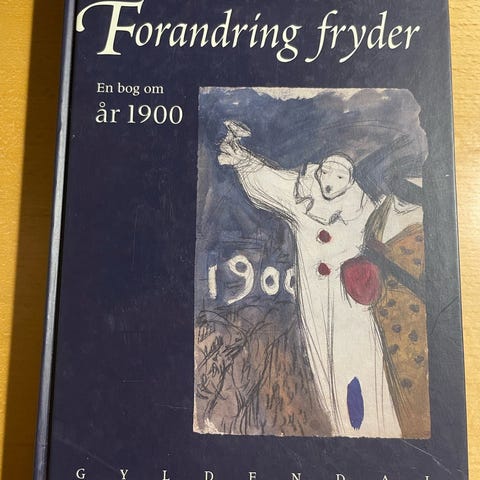 Forandring fryder
En bog om
år 1900
1900
GYLDENDAL